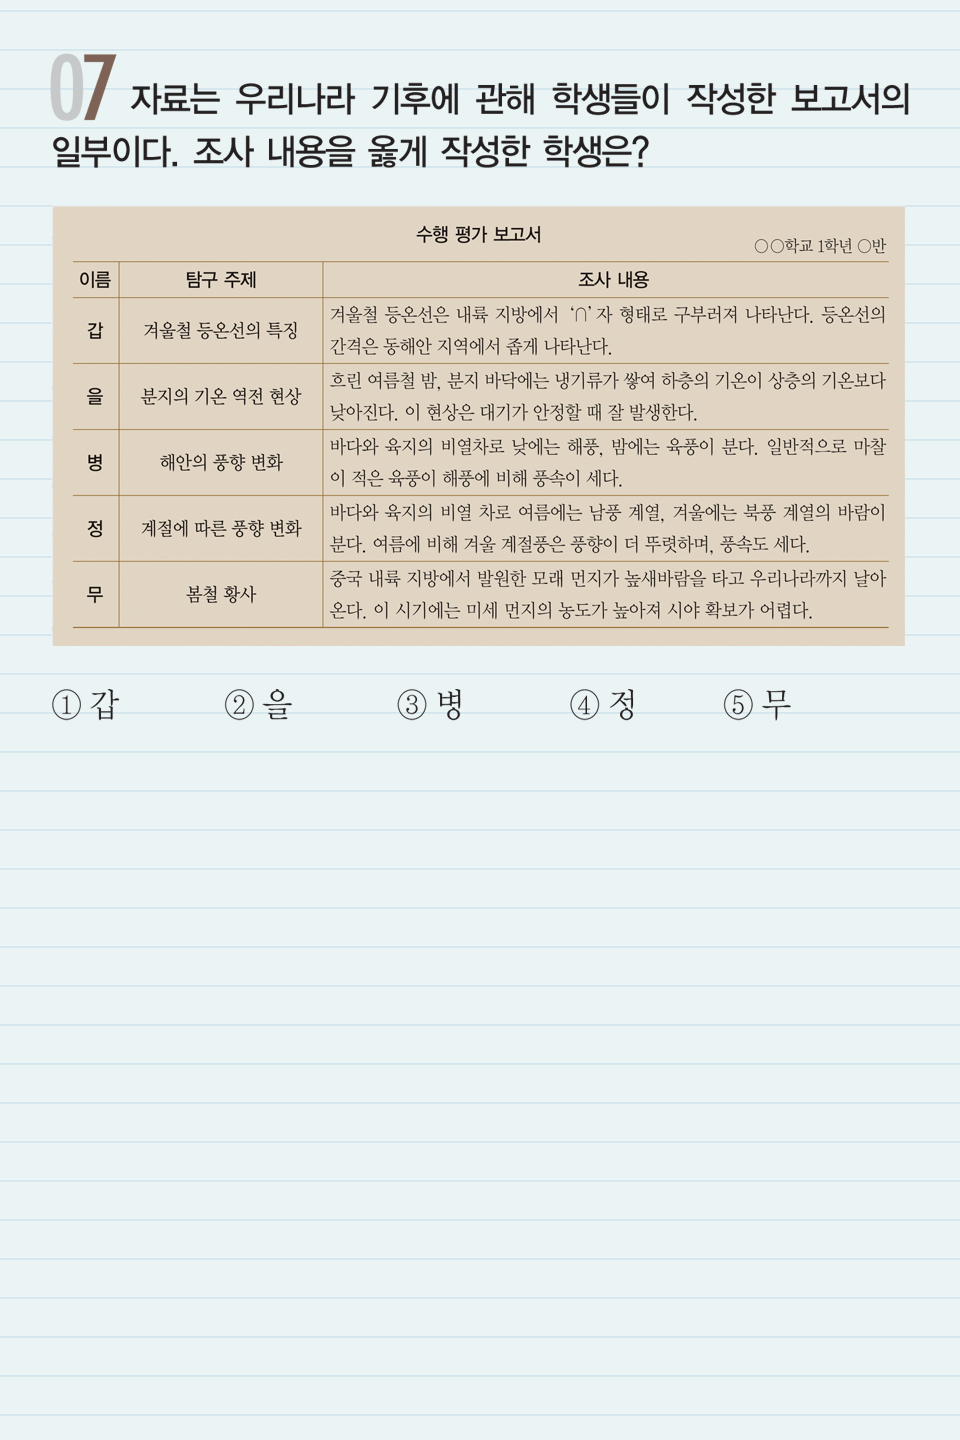 07 자료는 우리나라 기후에 관해 학생들이 작성한 보고서의
일부이다. 조사 내용을 옳게 작성한 학생은?
수행 평가 보고서
○○학교 1학년 ○반
이름 탐구 주제 조사 내용
갑 겨울철 등온선의 특징 겨울철 등온선은 내륙 지방에서 ‘∩’자 형태로 구부러져 나타난다. 등온선의
간격은 동해안 지역에서 좁게 나타난다.
을 분지의 기온 역전 현상 흐린 여름철 밤, 분지 바닥에는 냉기류가 쌓여 하층의 기온이 상층의 기온보다
낮아진다. 이 현상은 대기가 안정할 때 잘 발생한다.
병 해안의 풍향 변화 바다와 육지의 비열차로 낮에는 해풍, 밤에는 육풍이 분다. 일반적으로 마찰
이 적은 육풍이 해풍에 비해 풍속이 세다.
정 계절에 따른 풍향 변화 바다와 육지의 비열 차로 여름에는 남풍 계열, 겨울에는 북풍 계열의 바람이
분다. 여름에 비해 겨울 계절풍은 풍향이 더 뚜렷하며, 풍속도 세다.
무 봄철 황사 중국 내륙 지방에서 발원한 모래 먼지가 높새바람을 타고 우리나라까지 날아
온다. 이 시기에는 미세 먼지의 농도가 높아져 시야 확보가 어렵다.
① 갑 ② 을 ③ 병 ④ 정 ⑤ 무